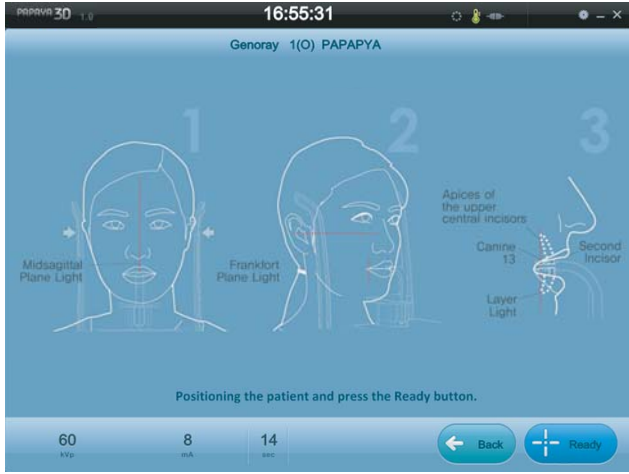 PAPAYA 3D 1.0
16:55:31
Genoray 1(O) PAPAPYA
1
2
3
Midsagittal
Plane Light
Frankfort
Plane Light
Apices of
the upper
central incisors
Canine
13
Second
Incisor
Layer
Light
Positioning the patient and press the Ready button.
60
kVp
8
mA
14
sec
Back
Ready